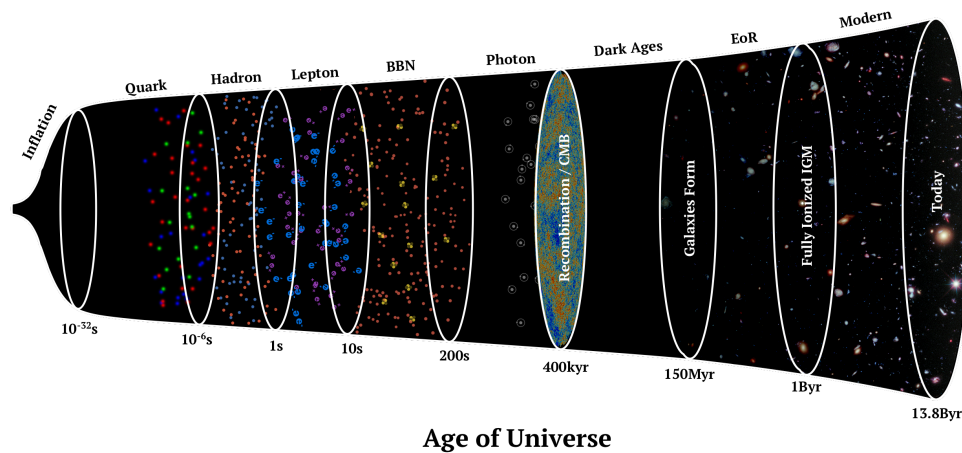 Inflation
Quark
Hadron
Lepton
BBN
Photon
Dark Ages
EoR
Modern
Recombination / CMB
Galaxies Form
Fully Ionized IGM
Today
10⁻³²s
10⁻⁶s
1s
10s
200s
400kyr
150Myr
1Byr
13.8Byr
Age of Universe